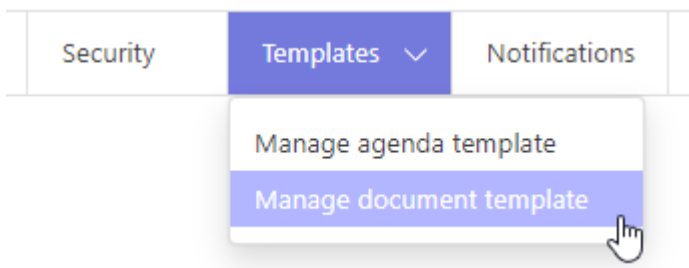 Security Templates Notifications
Manage agenda template
Manage document template